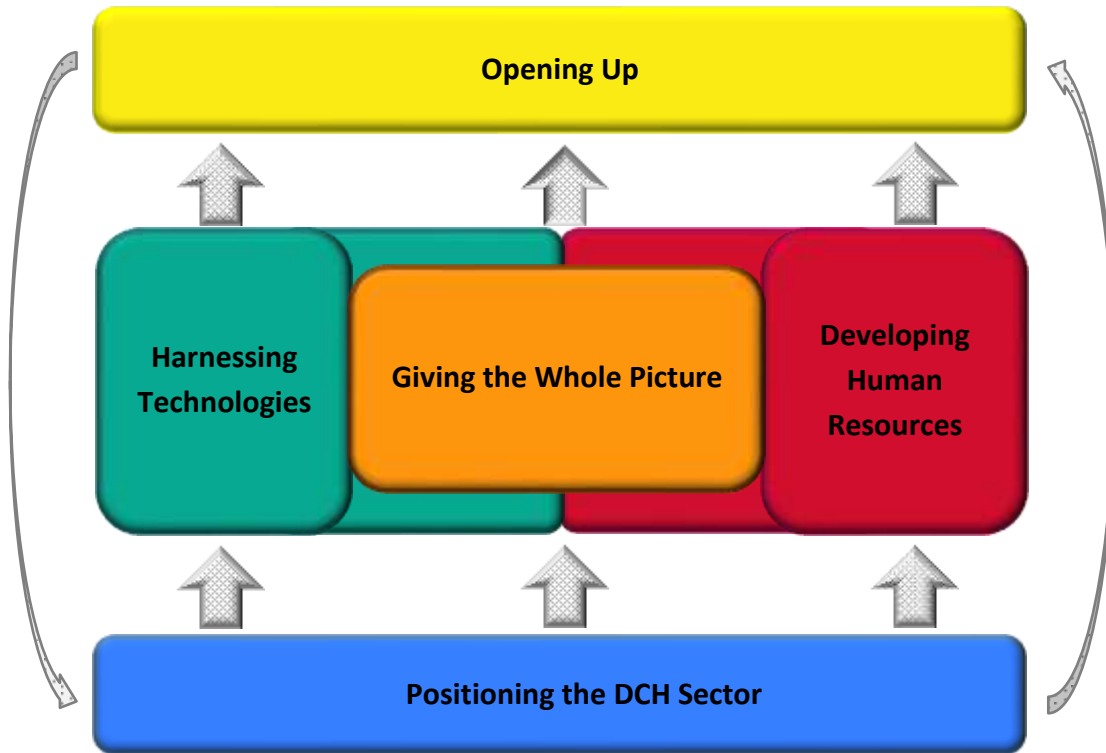 Opening Up
Harnessing
Technologies
Giving the Whole Picture
Developing
Human
Resources
Positioning the DCH Sector